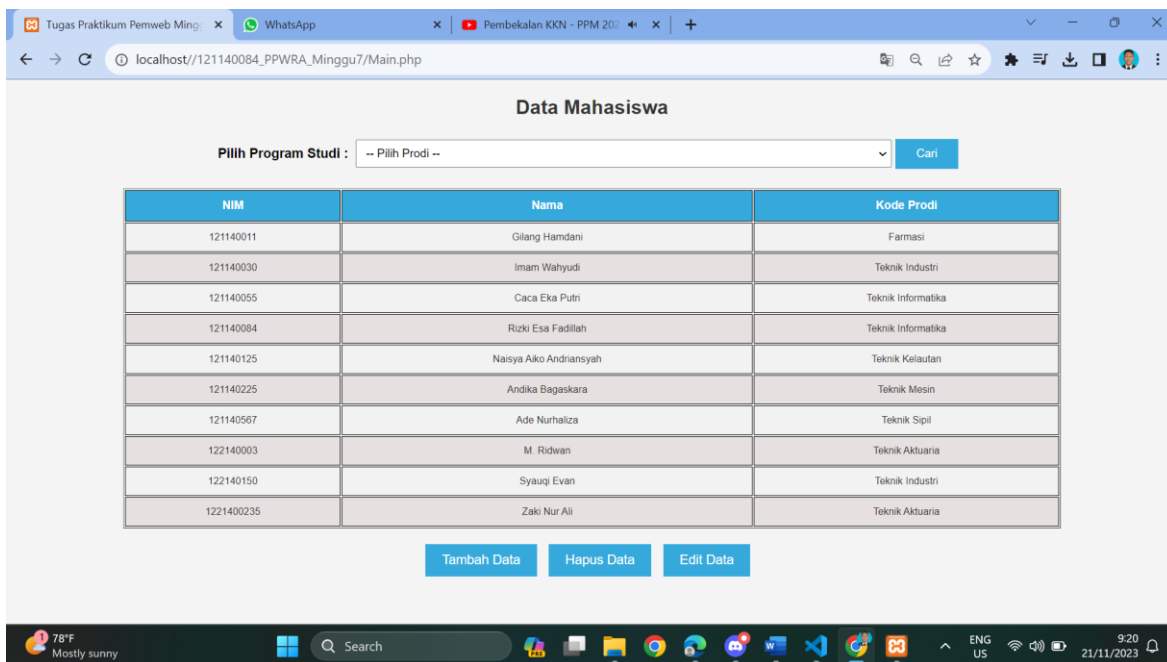 Tugas Praktikum Pemweb Mingg WhatsApp Pembekalan KKN - PPM 202
localhost//121140084_PPWRA_Minggu7/Main.php
Data Mahasiswa
Pilih Program Studi : -- Pilih Prodi -- Cari
NIM Nama Kode Prodi
121140011 Gilang Hamdani Farmasi
121140030 Imam Wahyudi Teknik Industri
121140055 Caca Eka Putri Teknik Informatika
121140084 Rizki Esa Fadillah Teknik Informatika
121140125 Naisya Aiko Andriansyah Teknik Kelautan
121140225 Andika Bagaskara Teknik Mesin
121140567 Ade Nurhaliza Teknik Sipil
122140003 M. Ridwan Teknik Aktuaria
122140150 Syauqi Evan Teknik Industri
1221400235 Zaki Nur Ali Teknik Aktuaria
Tambah Data Hapus Data Edit Data
1 78°F Search PRE ENG 9:20
Mostly sunny US 21/11/2023